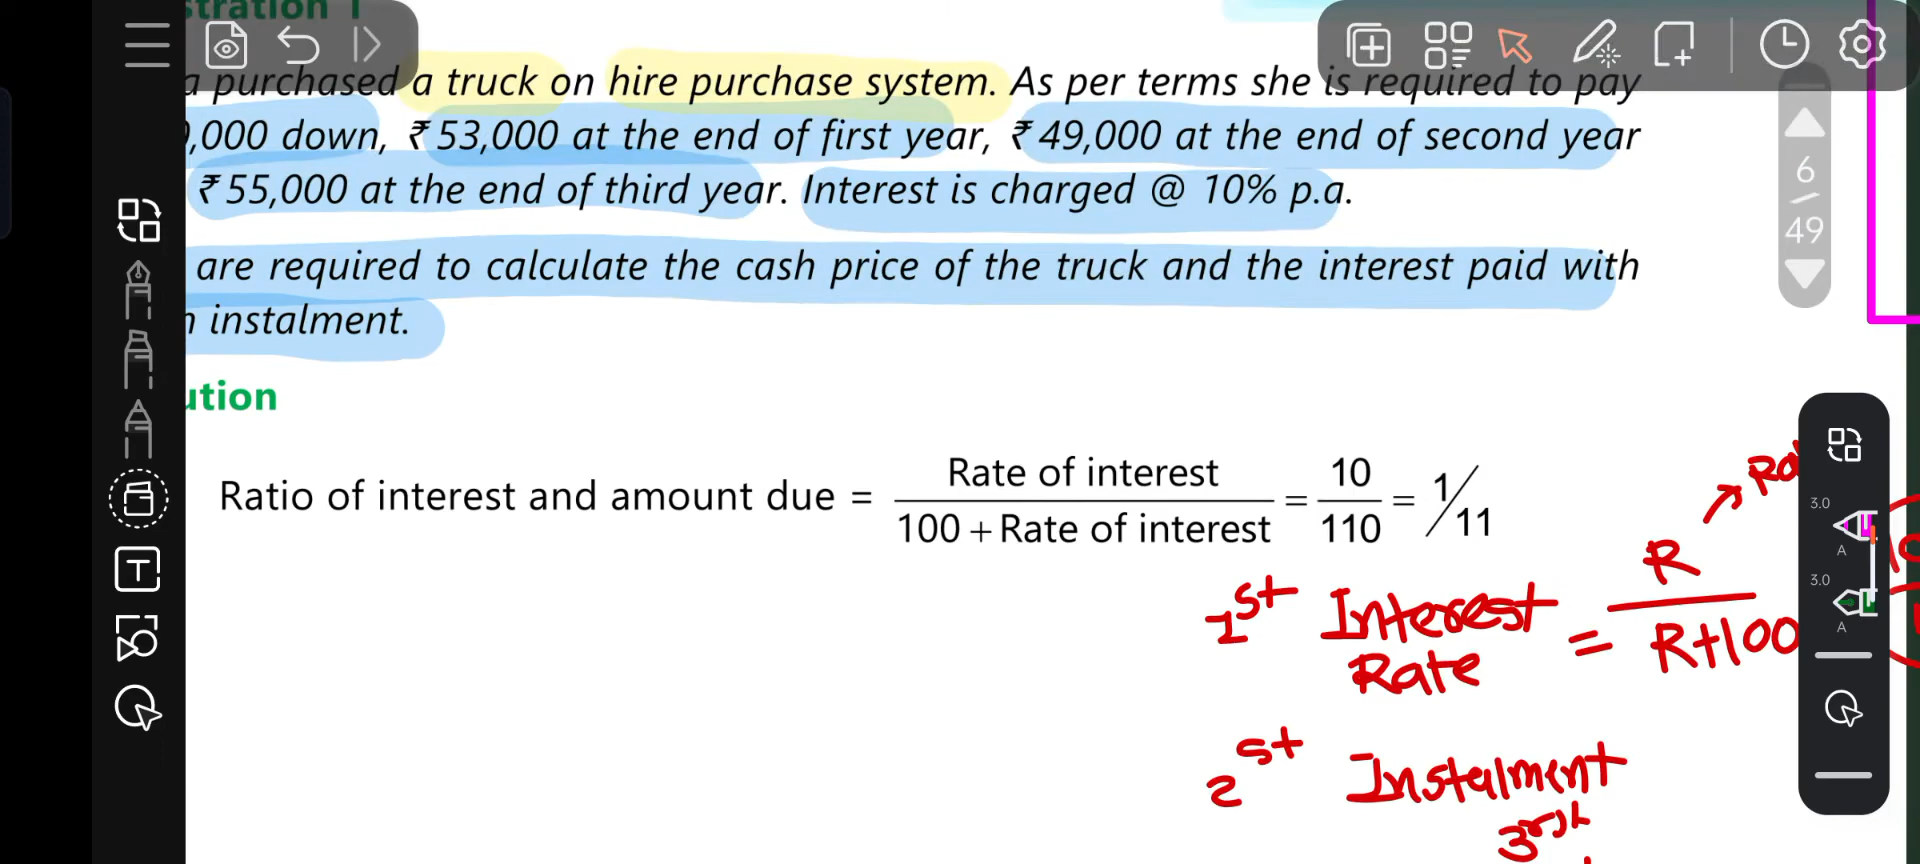 stration 1
a purchased a truck on hire purchase system. As per terms she is required to pay
,000 down, ₹ 53,000 at the end of first year, ₹ 49,000 at the end of second year
₹ 55,000 at the end of third year. Interest is charged @ 10% p.a.
are required to calculate the cash price of the truck and the interest paid with
instalment.
ution
Ratio of interest and amount due = Rate of interest / 100 + Rate of interest = 10 / 110 = 1/11
1st Interest Rate = R / R+100
2st Instalment
6
49
3.0
A
3.0
A
T